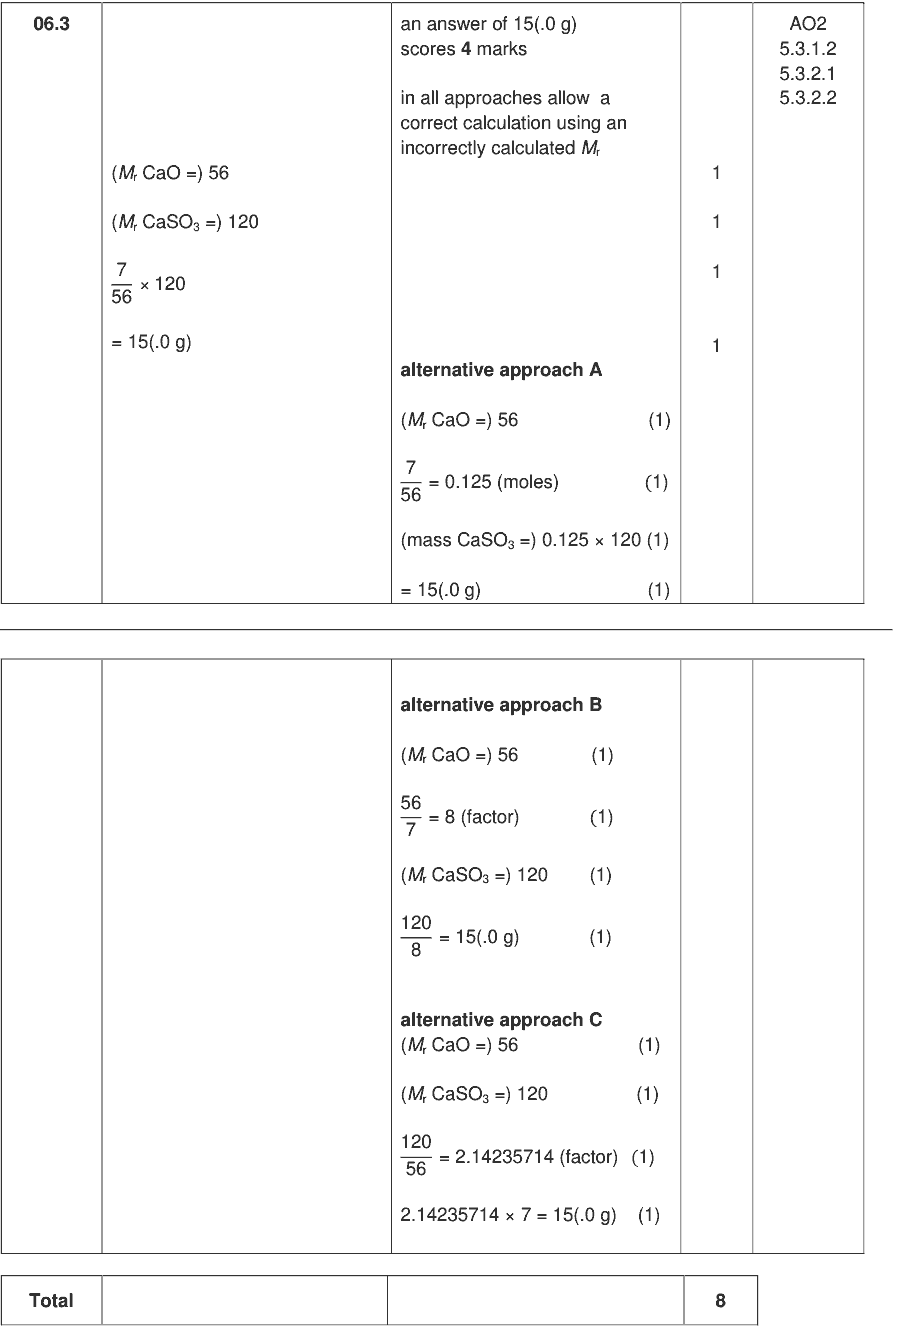 06.3
an answer of 15(.0 g)
scores 4 marks
in all approaches allow a
correct calculation using an
incorrectly calculated Mr
AO2
5.3.1.2
5.3.2.1
5.3.2.2
(Mr CaO =) 56 1
(Mr CaSO3 =) 120 1
7/56 × 120 1
= 15(.0 g) 1
alternative approach A
(Mr CaO =) 56 (1)
7/56 = 0.125 (moles) (1)
(mass CaSO3 =) 0.125 × 120 (1)
= 15(.0 g) (1)
alternative approach B
(Mr CaO =) 56 (1)
56/7 = 8 (factor) (1)
(Mr CaSO3 =) 120 (1)
120/8 = 15(.0 g) (1)
alternative approach C
(Mr CaO =) 56 (1)
(Mr CaSO3 =) 120 (1)
120/56 = 2.14235714 (factor) (1)
2.14235714 × 7 = 15(.0 g) (1)
Total 8